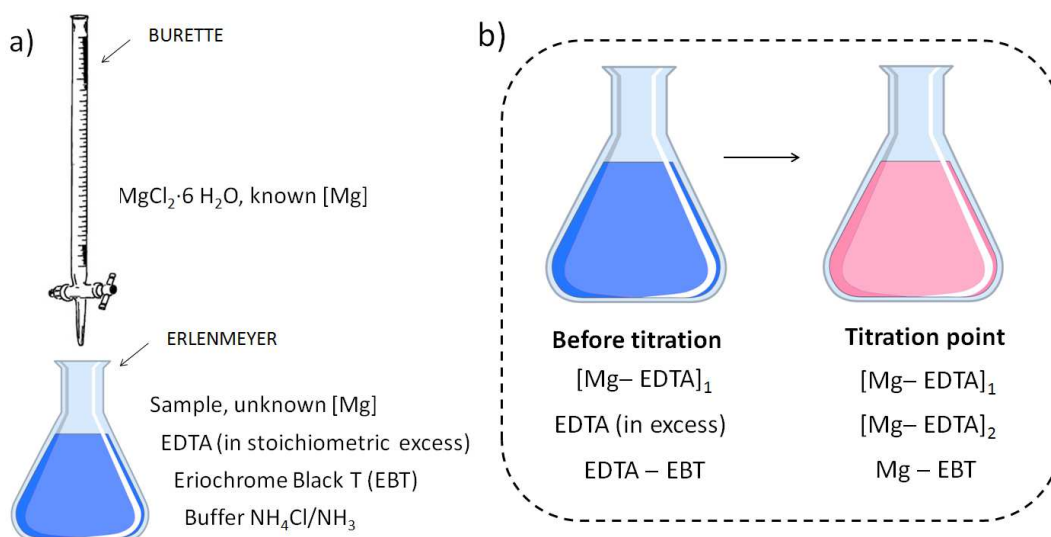 a)
BURETTE
MgCl₂·6 H₂O, known [Mg]
ERLENMEYER
Sample, unknown [Mg]
EDTA (in stoichiometric excess)
Eriochrome Black T (EBT)
Buffer NH₄Cl/NH₃
b)
Before titration
[Mg– EDTA]₁
EDTA (in excess)
EDTA – EBT
Titration point
[Mg– EDTA]₁
[Mg– EDTA]₂
Mg – EBT